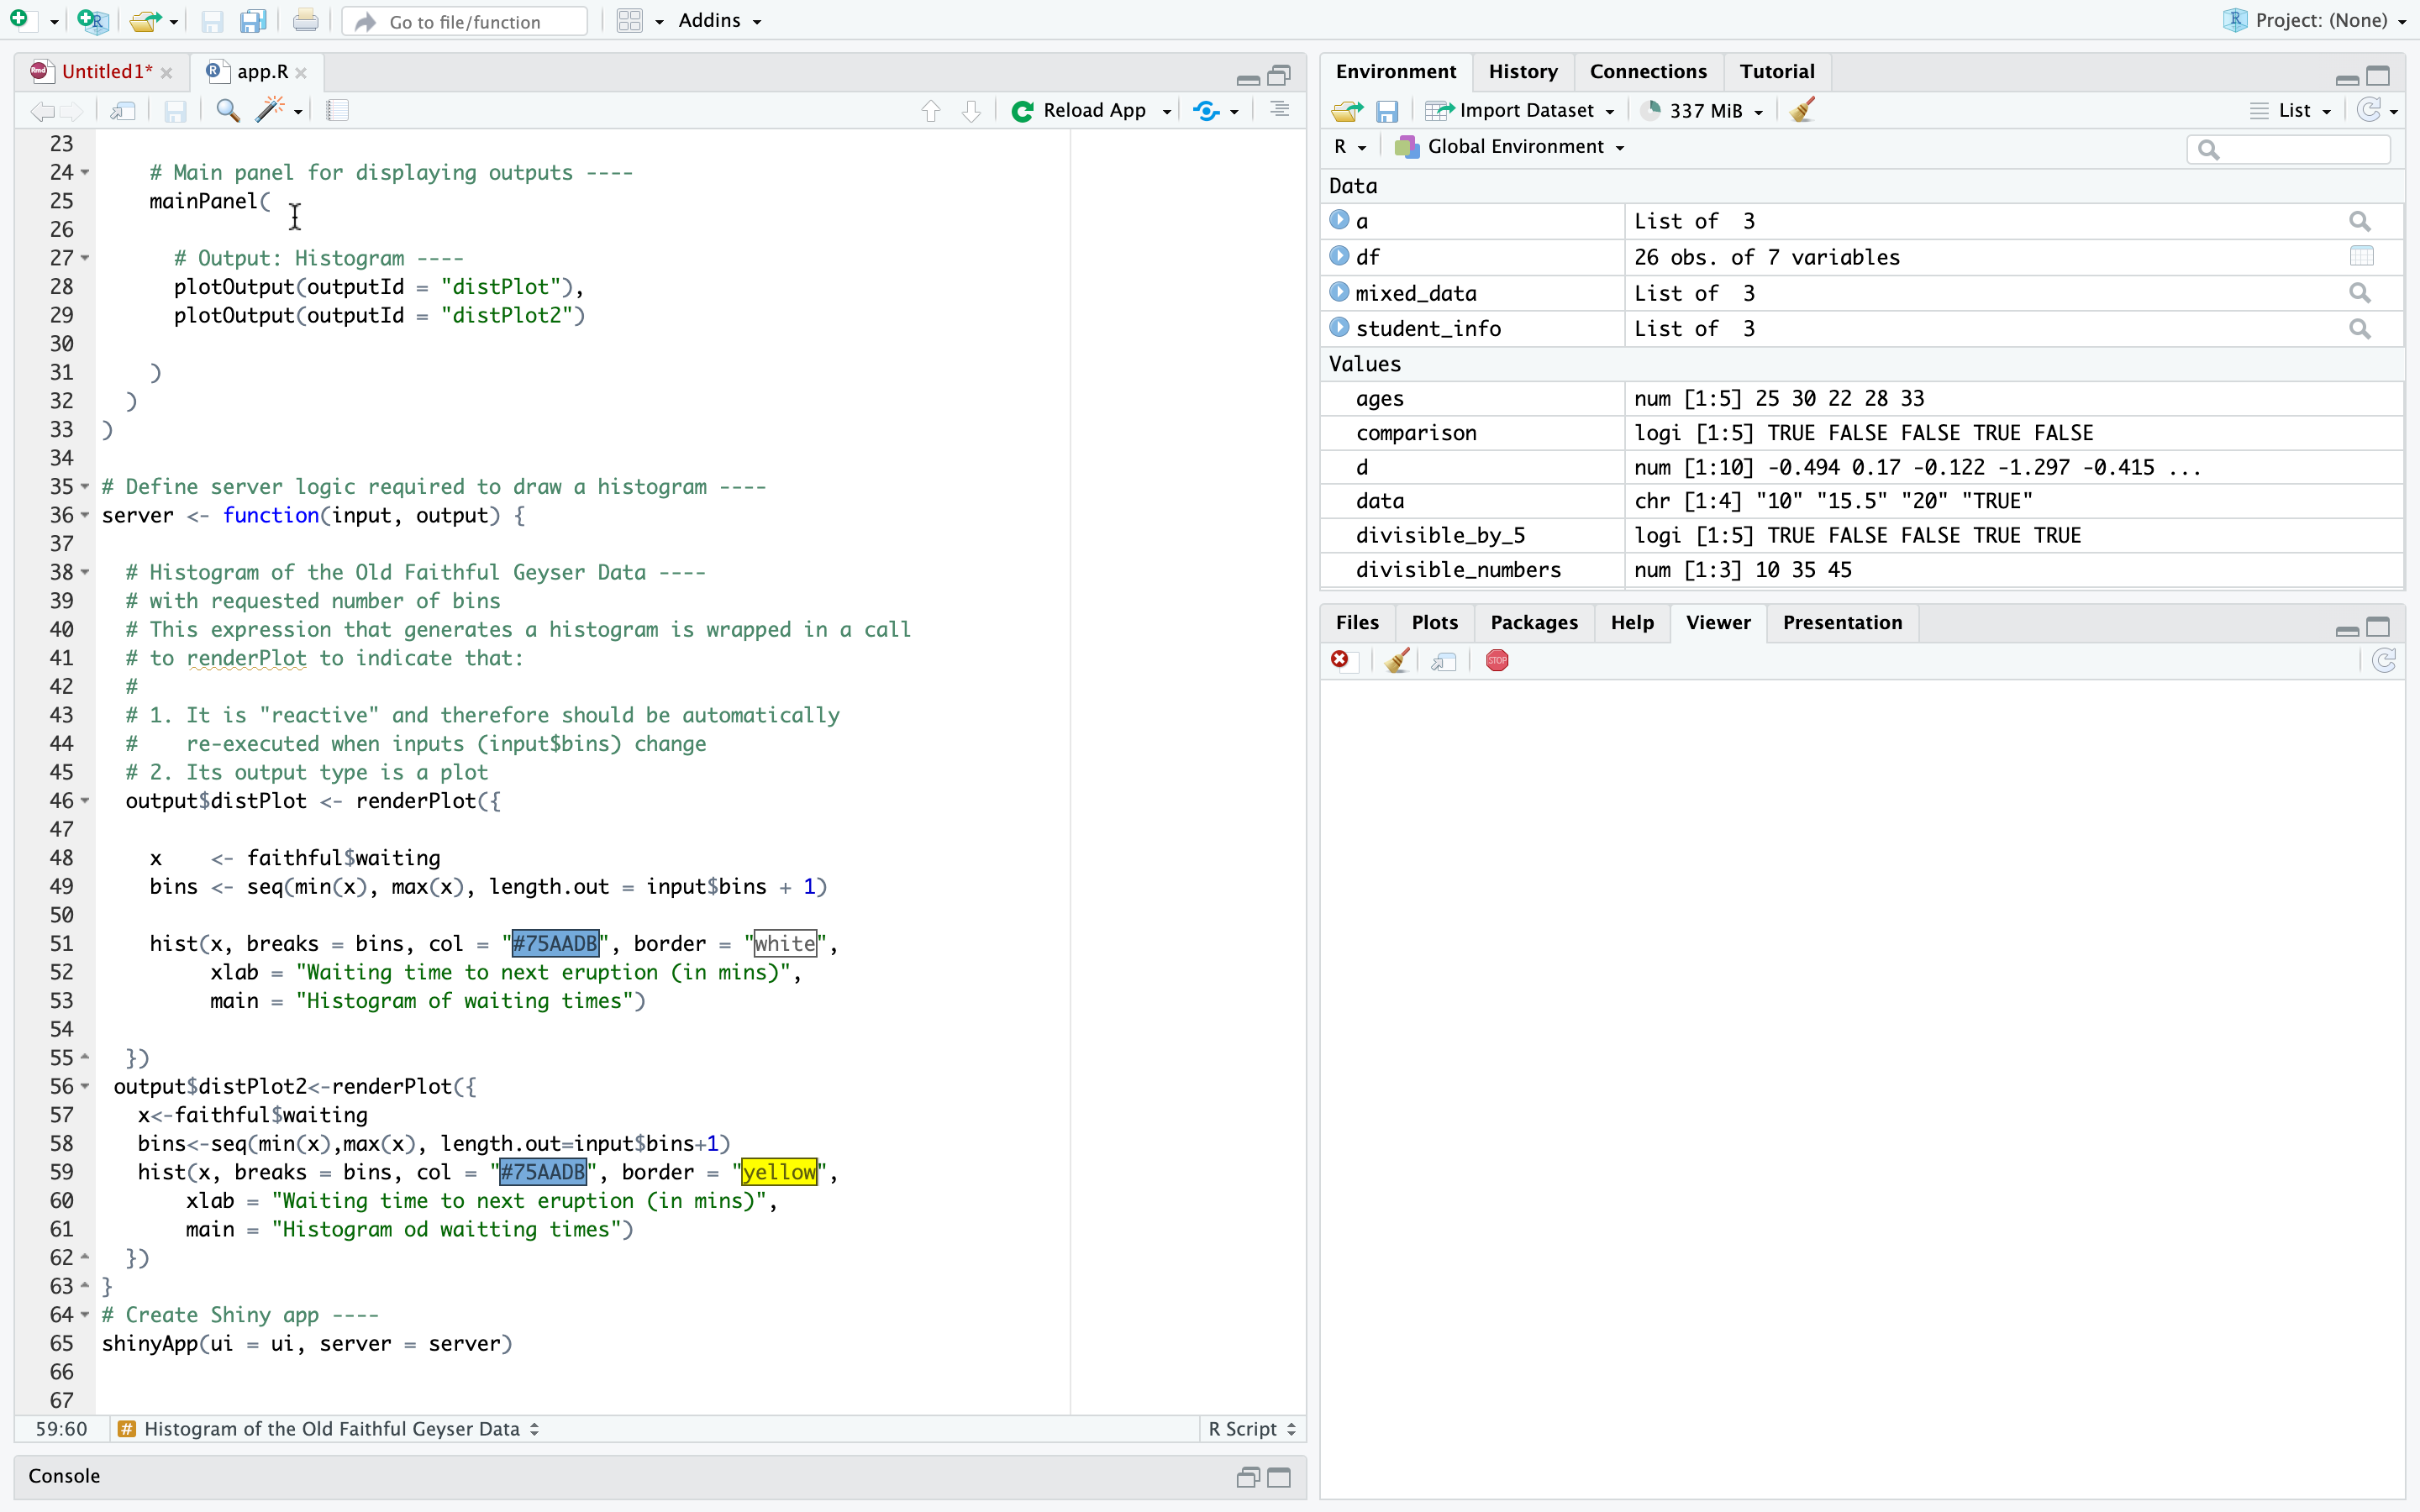 Go to file/function
Addins
Project: (None)
Untitled1*
app.R
Reload App
23
24 # Main panel for displaying outputs ----
25 mainPanel(
26
27 # Output: Histogram ----
28 plotOutput(outputId = "distPlot"),
29 plotOutput(outputId = "distPlot2")
30
31 )
32 )
33 )
34
35 # Define server logic required to draw a histogram ----
36 server <- function(input, output) {
37
38 # Histogram of the Old Faithful Geyser Data ----
39 # with requested number of bins
40 # This expression that generates a histogram is wrapped in a call
41 # to renderPlot to indicate that:
42 #
43 # 1. It is "reactive" and therefore should be automatically
44 #    re-executed when inputs (input$bins) change
45 # 2. Its output type is a plot
46 output$distPlot <- renderPlot({
47
48 x    <- faithful$waiting
49 bins <- seq(min(x), max(x), length.out = input$bins + 1)
50
51 hist(x, breaks = bins, col = "#75AADB", border = "white",
52 xlab = "Waiting time to next eruption (in mins)",
53 main = "Histogram of waiting times")
54
55 })
56 output$distPlot2<-renderPlot({
57 x<-faithful$waiting
58 bins<-seq(min(x),max(x), length.out=input$bins+1)
59 hist(x, breaks = bins, col = "#75AADB", border = "yellow",
60 xlab = "Waiting time to next eruption (in mins)",
61 main = "Histogram od waitting times")
62 })
63 }
64 # Create Shiny app ----
65 shinyApp(ui = ui, server = server)
66
67
59:60 # Histogram of the Old Faithful Geyser Data
R Script
Console
Environment History Connections Tutorial
Import Dataset 337 MiB List
R Global Environment
Data
a List of  3
df 26 obs. of 7 variables
mixed_data List of  3
student_info List of  3
Values
ages num [1:5] 25 30 22 28 33
comparison logi [1:5] TRUE FALSE FALSE TRUE FALSE
d num [1:10] -0.494 0.17 -0.122 -1.297 -0.415 ...
data chr [1:4] "10" "15.5" "20" "TRUE"
divisible_by_5 logi [1:5] TRUE FALSE FALSE TRUE TRUE
divisible_numbers num [1:3] 10 35 45
Files Plots Packages Help Viewer Presentation
STOP